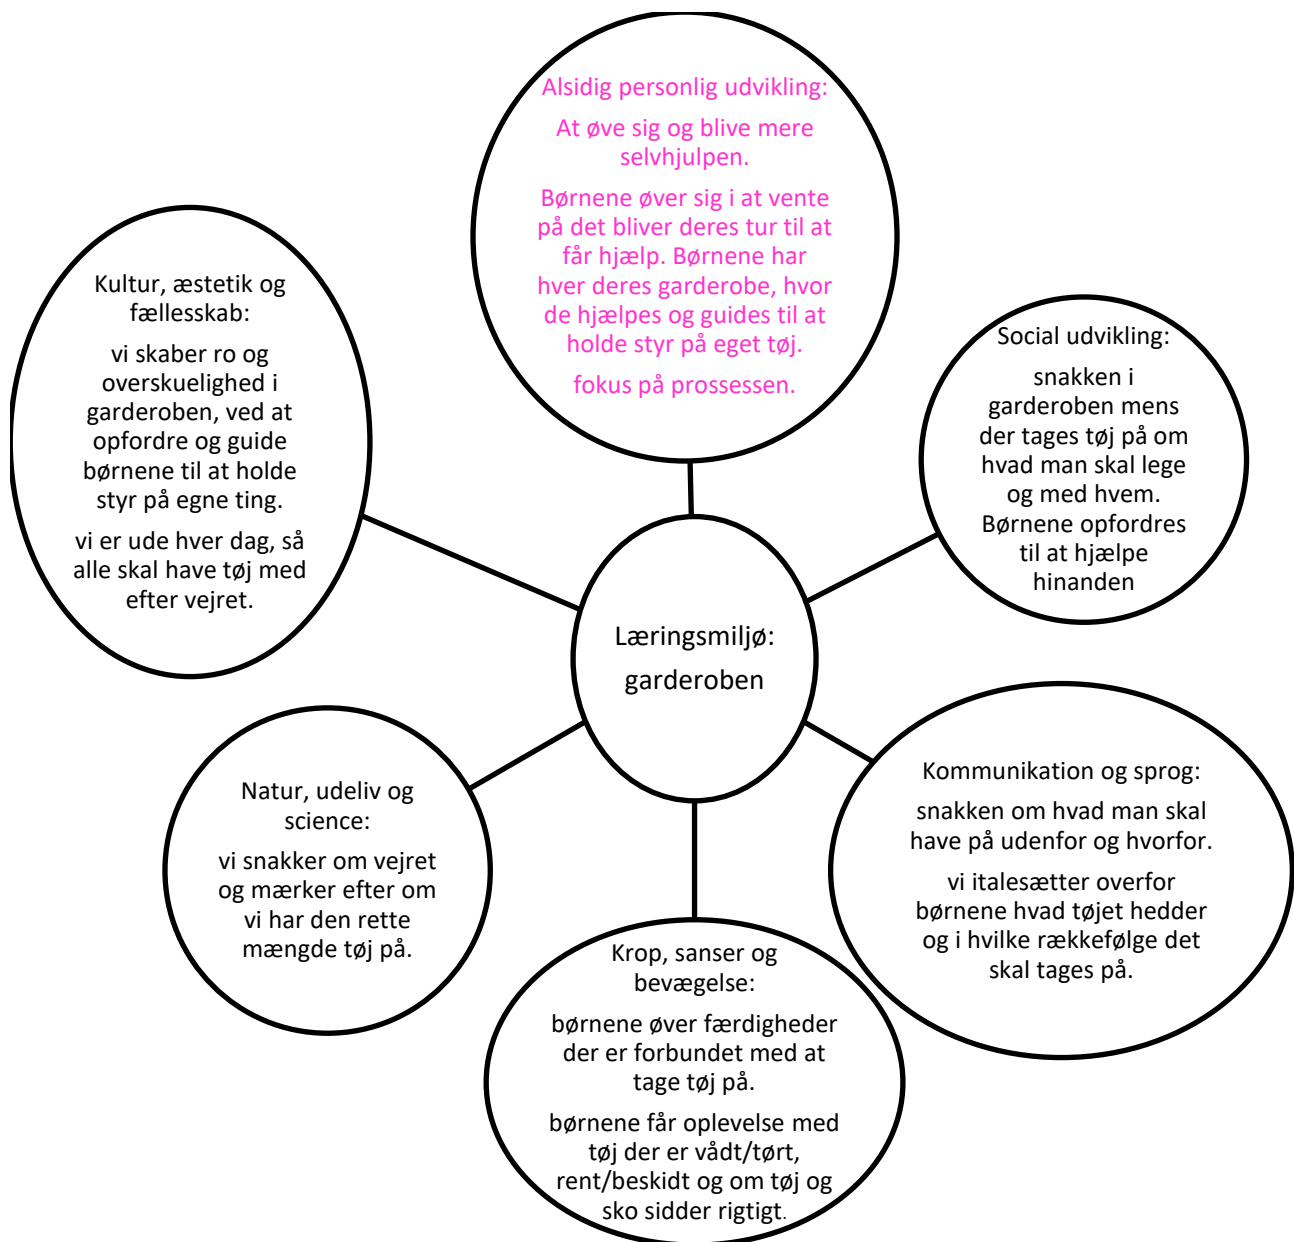 Alsidig personlig udvikling:
At øve sig og blive mere
selvhjulpen.
Børnene øver sig i at vente
på det bliver deres tur til at
får hjælp. Børnene har
hver deres garderobe, hvor
de hjælpes og guides til at
holde styr på eget tøj.
fokus på prossessen.
Kultur, æstetik og
fællesskab:
vi skaber ro og
overskuelighed i
garderoben, ved at
opfordre og guide
børnene til at holde
styr på egne ting.
vi er ude hver dag, så
alle skal have tøj med
efter vejret.
Social udvikling:
snakken i
garderoben mens
der tages tøj på om
hvad man skal lege
og med hvem.
Børnene opfordres
til at hjælpe
hinanden
Læringsmiljø:
garderoben
Natur, udeliv og
science:
vi snakker om vejret
og mærker efter om
vi har den rette
mængde tøj på.
Kommunikation og sprog:
snakken om hvad man skal
have på udenfor og hvorfor.
vi italesætter overfor
børnene hvad tøjet hedder
og i hvilke rækkefølge det
skal tages på.
Krop, sanser og
bevægelse:
børnene øver færdigheder
der er forbundet med at
tage tøj på.
børnene får oplevelse med
tøj der er vådt/tørt,
rent/beskidt og om tøj og
sko sidder rigtigt.